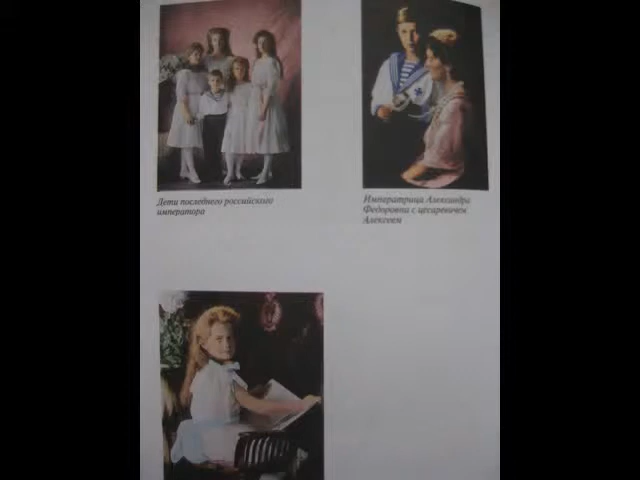 Дети последнего российского
императора
Императрица Александра
Федоровна с цесаревичем
Алексеем